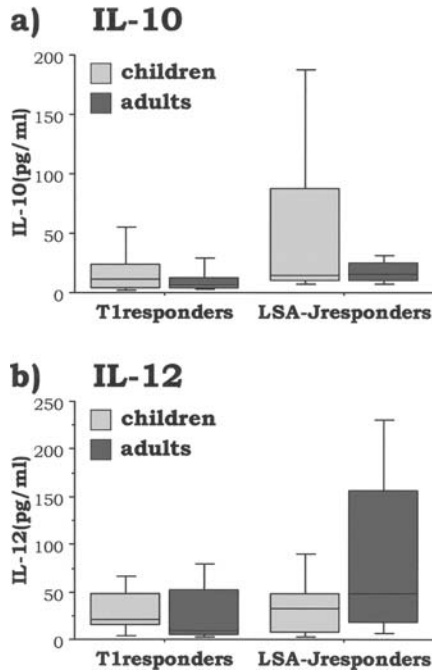 a) IL-10
200
children
adults
150
100
50
0
IL-10(pg/ml)
T1responders LSA-Jresponders
b) IL-12
250
children
adults
200
150
100
50
0
IL-12(pg/ml)
T1responders LSA-Jresponders